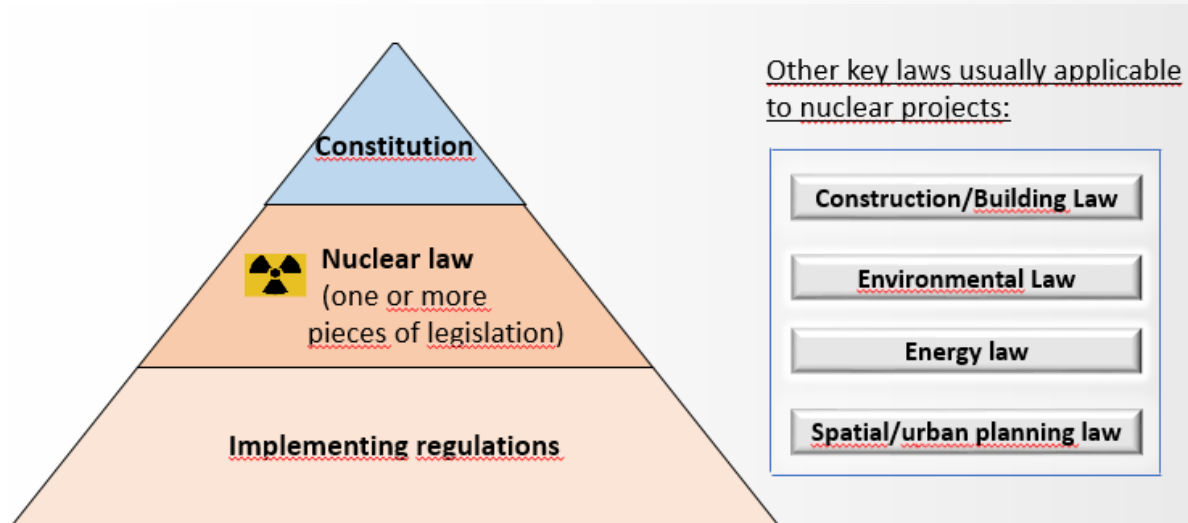 Constitution
Nuclear law
(one or more
pieces of legislation)
Implementing regulations
Other key laws usually applicable
to nuclear projects:
Construction/Building Law
Environmental Law
Energy law
Spatial/urban planning law